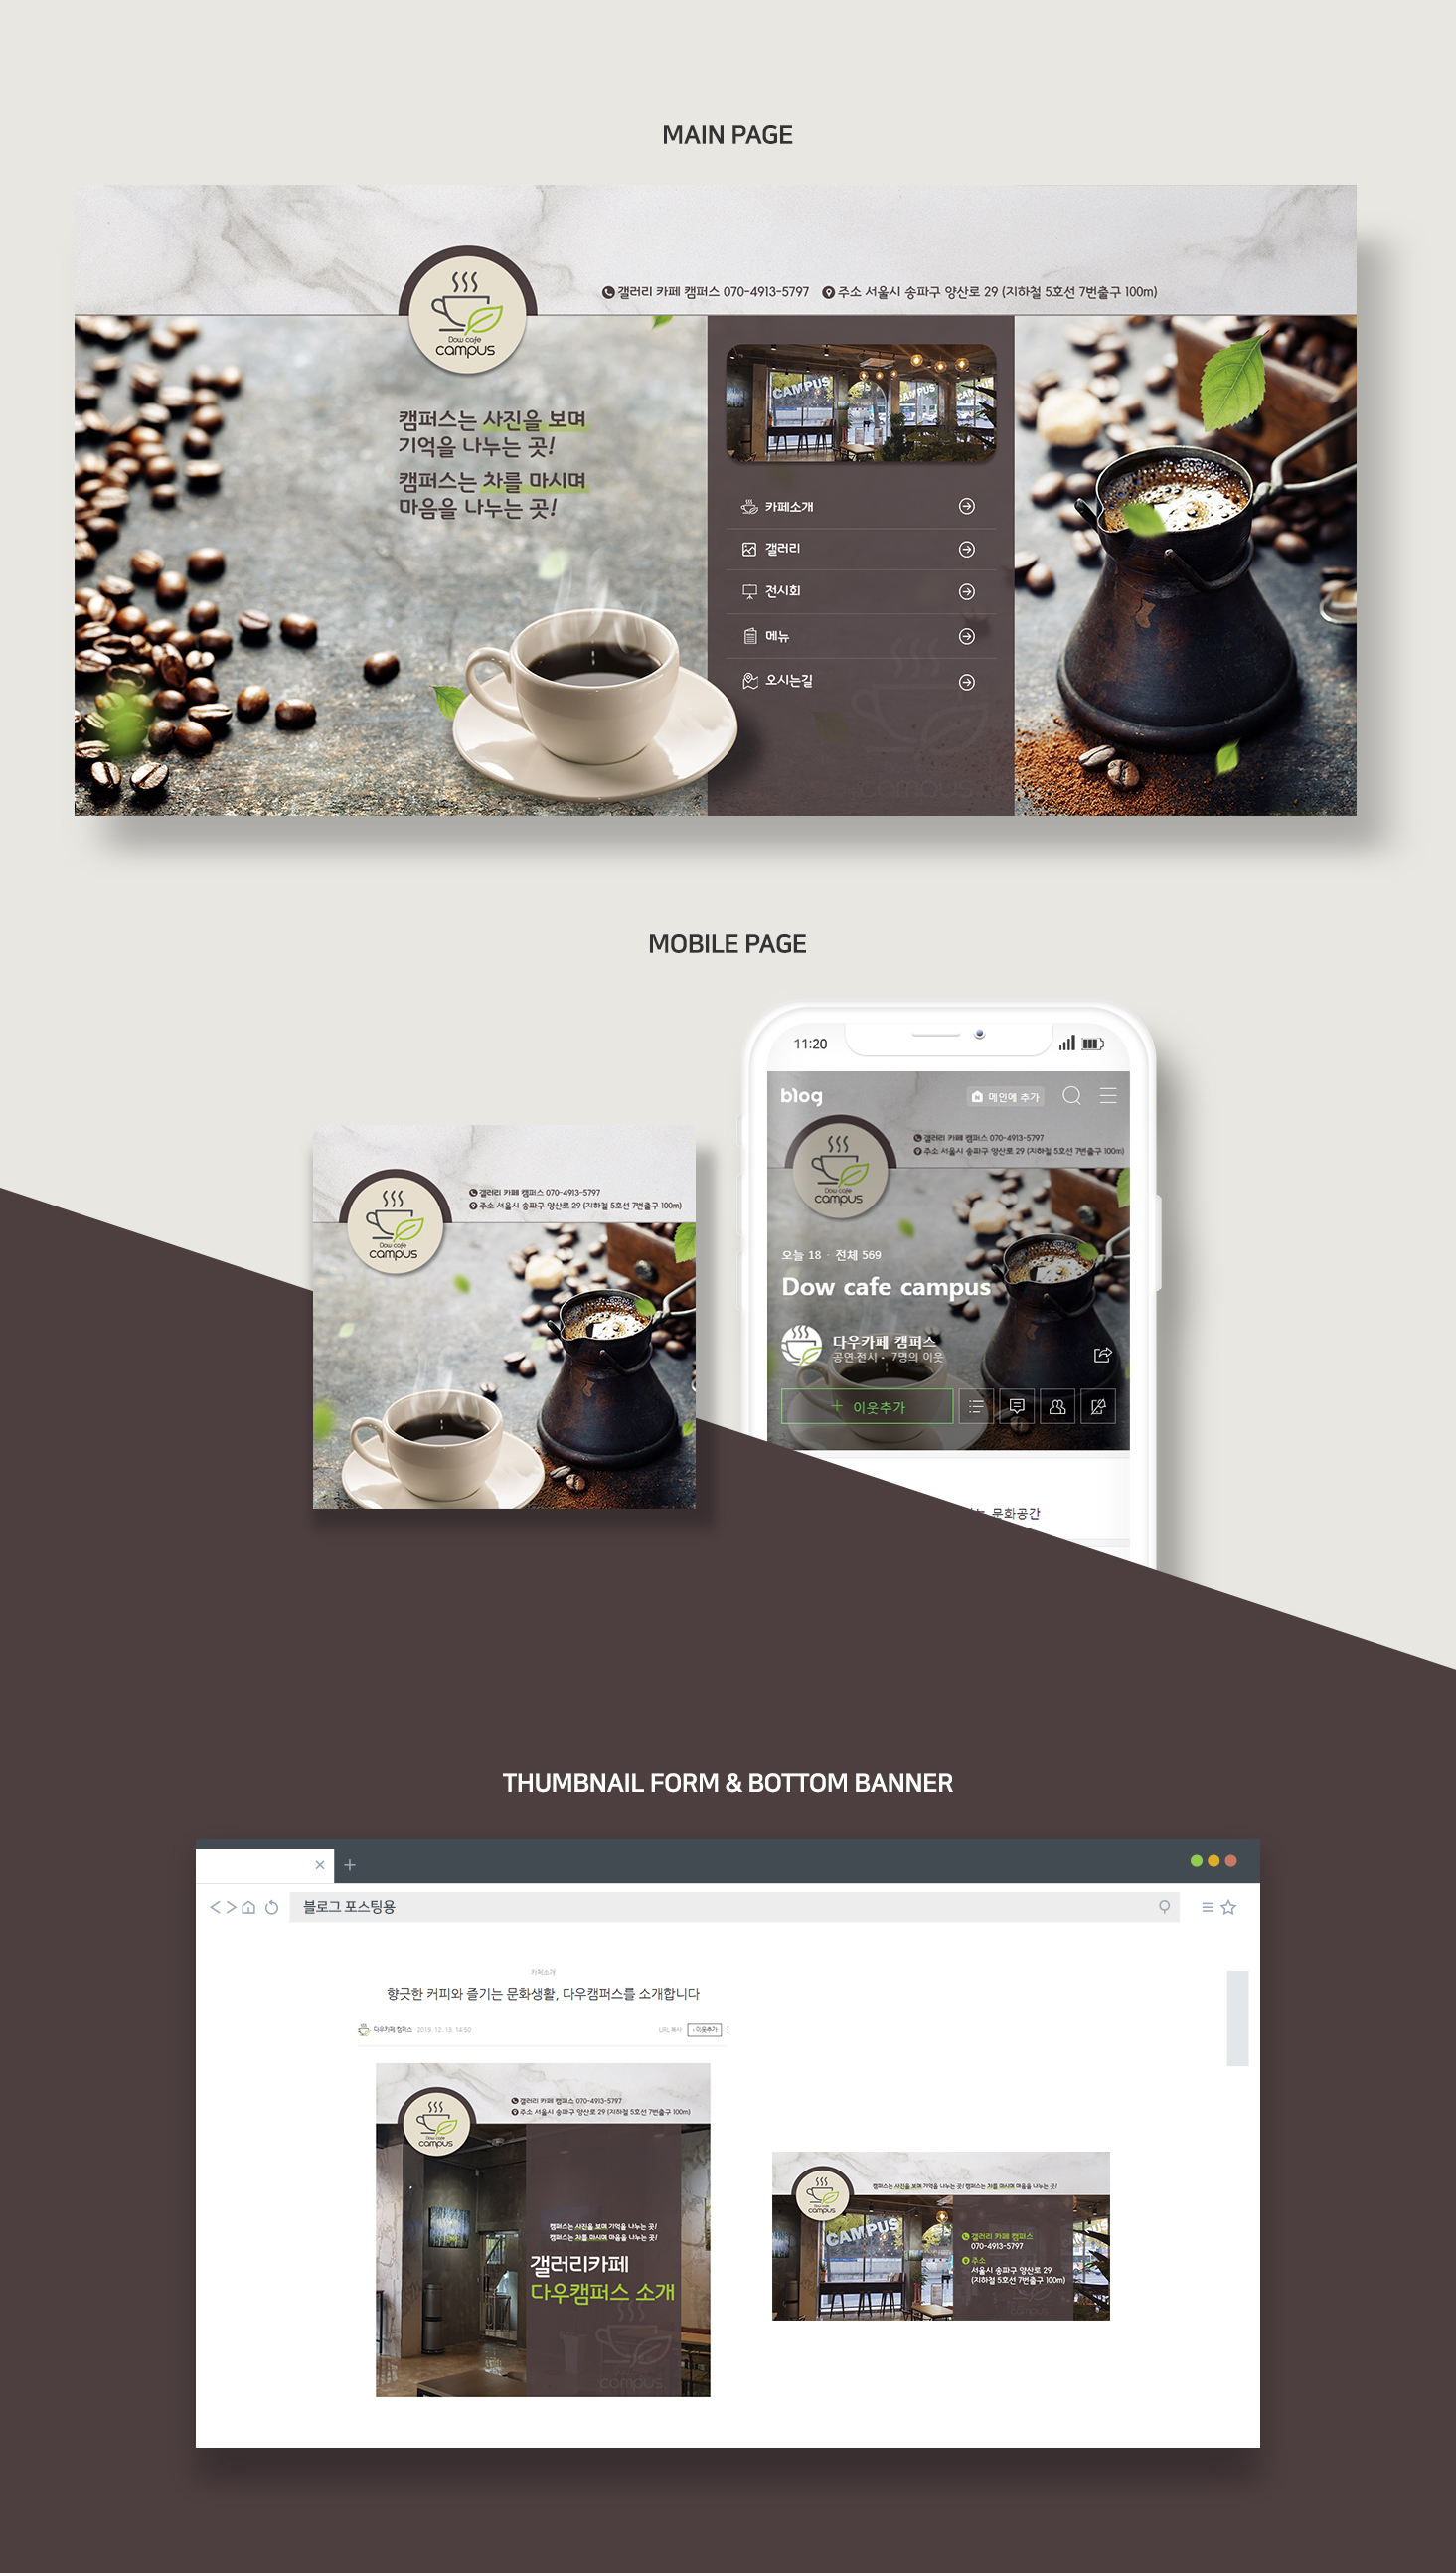 MAIN PAGE
갤러리 카페 캠퍼스 070-4913-5797 주소 서울시 송파구 양산로 29 (지하철 5호선 7번출구 100m)
Dow cafe
campus
캠퍼스는 사진을 보며
기억을 나누는 곳!
캠퍼스는 차를 마시며
마음을 나누는 곳!
CAMPUS
CAMPUS
카페소개
갤러리
전시회
메뉴
오시는길
campus
MOBILE PAGE
갤러리 카페 캠퍼스 070-4913-5797
주소 서울시 송파구 양산로 29 (지하철 5호선 7번출구 100m)
Dow cafe
campus
11:20
blog
메인에 추가
갤러리 카페 캠퍼스 070-4913-5797
주소 서울시 송파구 양산로 29 (지하철 5호선 7번출구 100m)
Dow cafe
campus
오늘 18 · 전체 569
Dow cafe campus
다우카페 캠퍼스
공연·전시 · 7명의 이웃
+ 이웃추가
문화공간
THUMBNAIL FORM & BOTTOM BANNER
블로그 포스팅용
카페소개
향긋한 커피와 즐기는 문화생활, 다우캠퍼스를 소개합니다
다우카페 캠퍼스 2019. 12. 13. 14:50 URL 복사 +이웃추가
갤러리 카페 캠퍼스 070-4913-5797
주소 서울시 송파구 양산로 29 (지하철 5호선 7번출구 100m)
Dow cafe
campus
캠퍼스는 사진을 보며 기억을 나누는 곳!
캠퍼스는 차를 마시며 마음을 나누는 곳!
갤러리카페
다우캠퍼스 소개
campus
캠퍼스는 사진을 보며 기억을 나누는 곳! 캠퍼스는 차를 마시며 마음을 나누는 곳!
Dow cafe
campus
CAMPUS
갤러리 카페 캠퍼스
070-4913-5797
주소
서울시 송파구 양산로 29
(지하철 5호선 7번출구 100m)